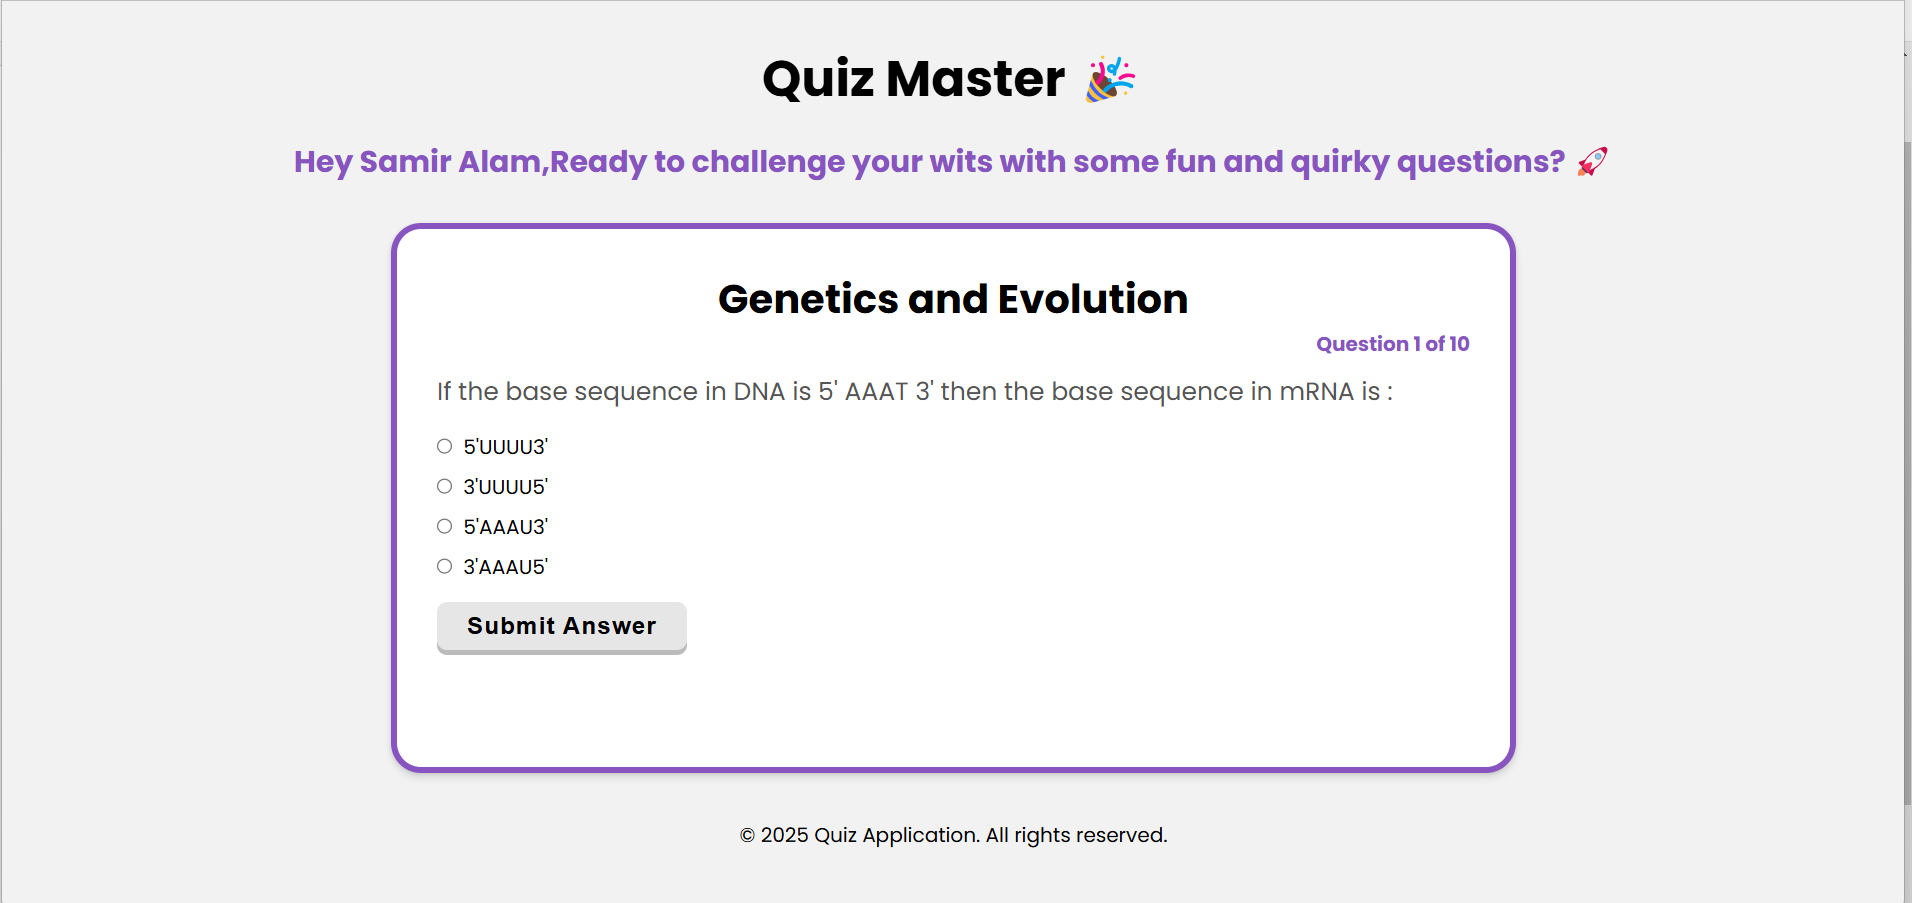 Quiz Master 🎉
Hey Samir Alam,Ready to challenge your wits with some fun and quirky questions? 🚀
Genetics and Evolution
Question 1 of 10
If the base sequence in DNA is 5' AAAT 3' then the base sequence in mRNA is :
5'UUUU3'
3'UUUU5'
5'AAAU3'
3'AAAU5'
Submit Answer
© 2025 Quiz Application. All rights reserved.